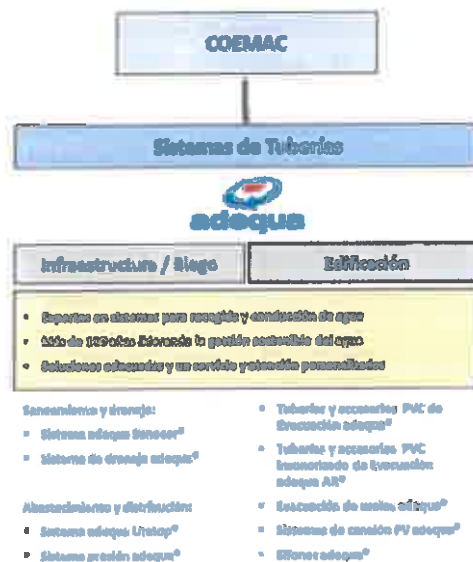 COEMAC
Sistemas de Tuberías
adequa
Infraestructura / Riego
Edificación
• Expertos en sistemas para recogida y conducción de agua
• Más de 100 años liderando la gestión sostenible del agua
• Soluciones adecuadas y un servicio y atención personalizados
Saneamiento y drenaje:
• Sistema adequa Sanecor®
• Sistema de drenaje adequa®
Abastecimiento y distribución:
• Sistema adequa Uratop®
• Sistema presión adequa®
• Tuberías y accesorios PVC de
Evacuación adequa®
• Tuberías y accesorios PVC
Insonorizado de Evacuación
adequa AR®
• Evacuación de suelos adequa®
• Sistemas de canalón PV adequa®
• Sifones adequa®